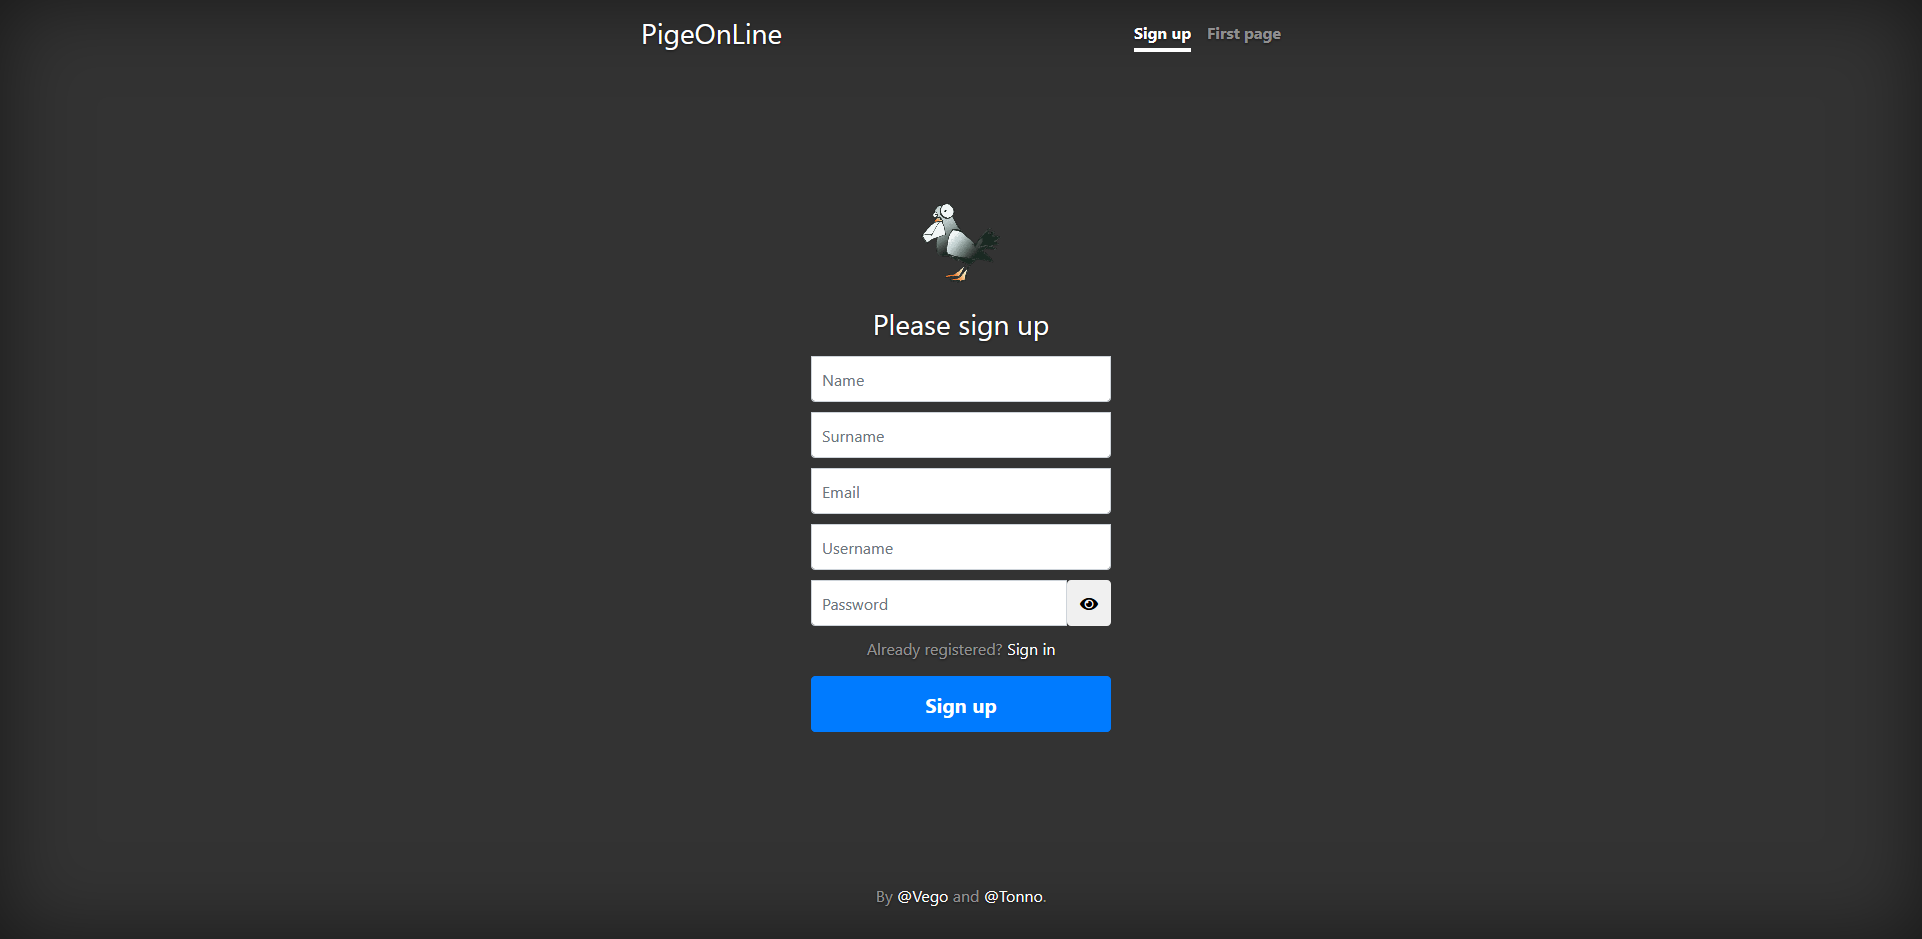 PigeOnLine
Sign up First page
Please sign up
Name
Surname
Email
Username
Password
Already registered? Sign in
Sign up
By @Vego and @Tonno.